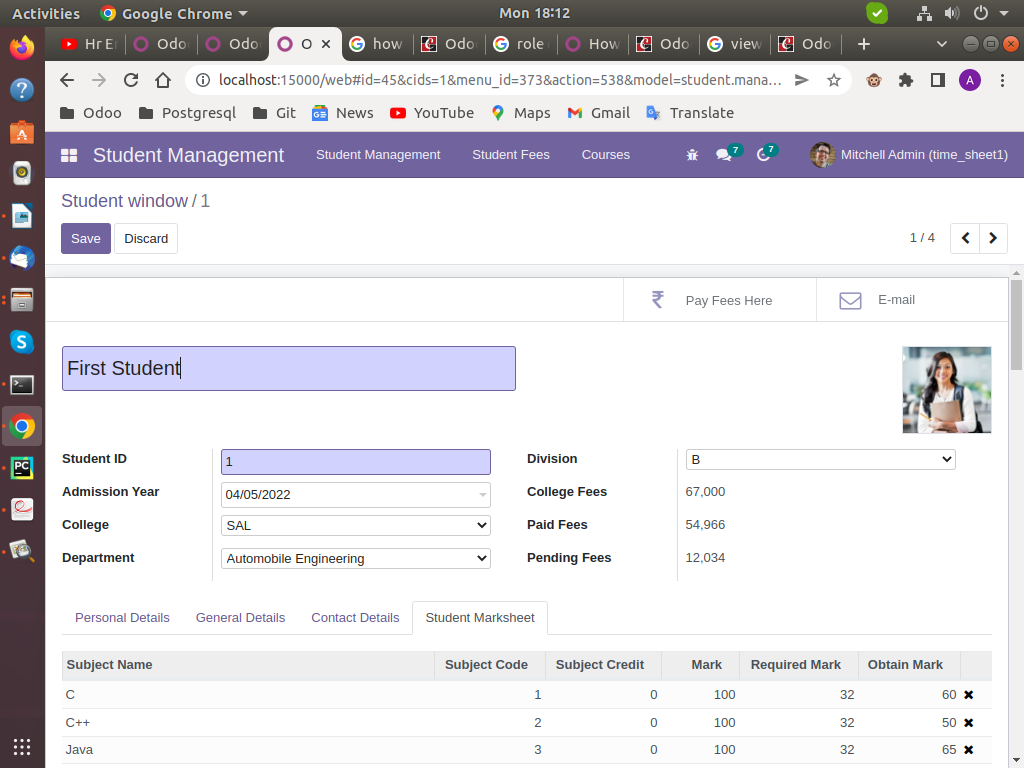 Activities Google Chrome Mon 18:12
Hr E Odo Odo O how Odo role How Odo view Odo
localhost:15000/web#id=45&cids=1&menu_id=373&action=538&model=student.mana... A
Odoo Postgresql Git News YouTube Maps Gmail Translate
Student Management Student Management Student Fees Courses 7 7 Mitchell Admin (time_sheet1)
Student window / 1
Save Discard 1 / 4
₹ Pay Fees Here E-mail
First Student
Student ID 1 Division B
Admission Year 04/05/2022 College Fees 67,000
College SAL Paid Fees 54,966
Department Automobile Engineering Pending Fees 12,034
Personal Details General Details Contact Details Student Marksheet
Subject Name Subject Code Subject Credit Mark Required Mark Obtain Mark
C 1 0 100 32 60
C++ 2 0 100 32 50
Java 3 0 100 32 65